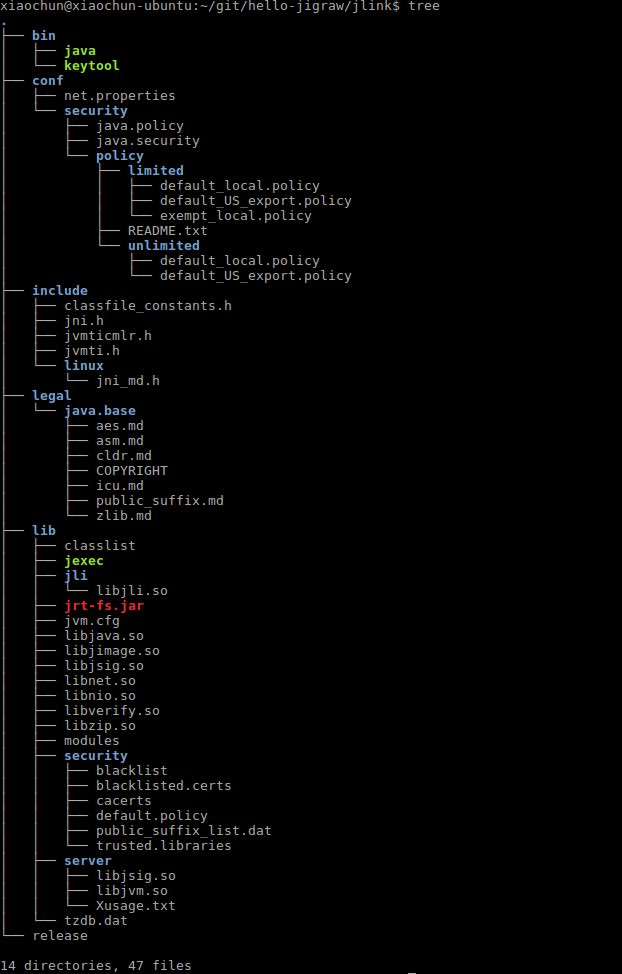 xiaochun@xiaochun-ubuntu:~/git/hello-jigraw/jlink$ tree
.
├── bin
│   ├── java
│   └── keytool
├── conf
│   ├── net.properties
│   └── security
│       ├── java.policy
│       ├── java.security
│       └── policy
│           ├── limited
│           │   ├── default_local.policy
│           │   ├── default_US_export.policy
│           │   └── exempt_local.policy
│           ├── README.txt
│           └── unlimited
│               ├── default_local.policy
│               └── default_US_export.policy
├── include
│   ├── classfile_constants.h
│   ├── jni.h
│   ├── jvmticmlr.h
│   ├── jvmti.h
│   └── linux
│       └── jni_md.h
├── legal
│   └── java.base
│       ├── aes.md
│       ├── asm.md
│       ├── cldr.md
│       ├── COPYRIGHT
│       ├── icu.md
│       ├── public_suffix.md
│       └── zlib.md
├── lib
│   ├── classlist
│   ├── jexec
│   ├── jli
│   │   └── libjli.so
│   ├── jrt-fs.jar
│   ├── jvm.cfg
│   ├── libjava.so
│   ├── libjimage.so
│   ├── libjsig.so
│   ├── libnet.so
│   ├── libnio.so
│   ├── libverify.so
│   ├── libzip.so
│   ├── modules
│   ├── security
│   │   ├── blacklist
│   │   ├── blacklisted.certs
│   │   ├── cacerts
│   │   ├── default.policy
│   │   ├── public_suffix_list.dat
│   │   └── trusted.libraries
│   ├── server
│   │   ├── libjsig.so
│   │   ├── libjvm.so
│   │   └── Xusage.txt
│   └── tzdb.dat
└── release
14 directories, 47 files